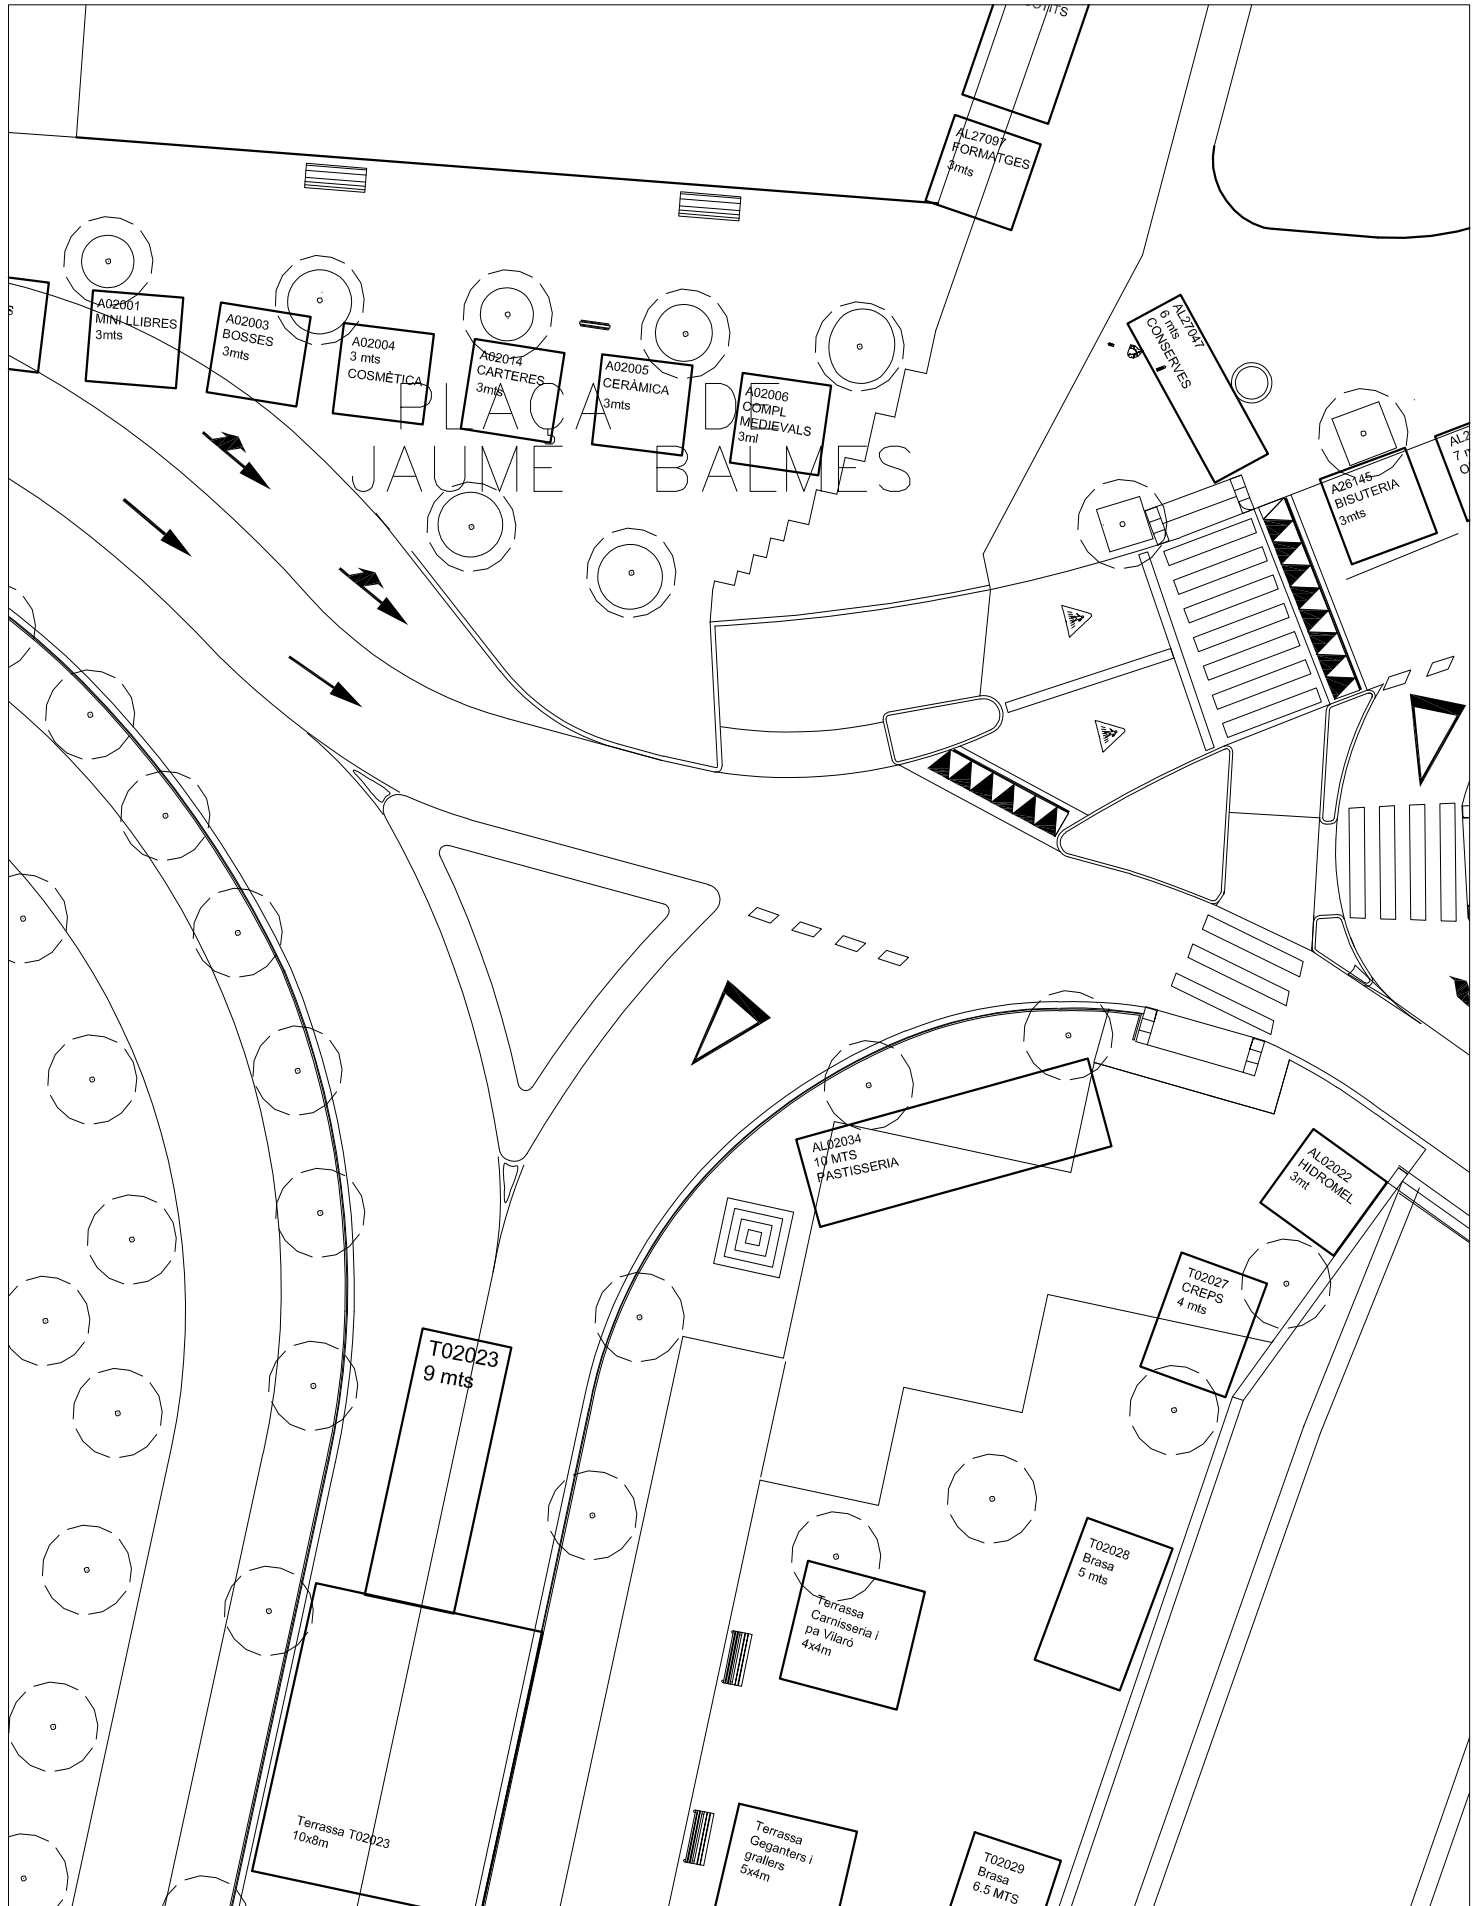 AL27097
FORMATGES
3mts
A02001
MINI LLIBRES
3mts
A02003
BOSSES
3mts
A02004
3 mts
COSMÈTICA
A02014
CARTERES
3mts
A02005
CERÀMICA
3mts
A02006
COMPL
MEDIEVALS
3ml
PLAÇA DE
JAUME BALMES
AL27047
6 mts
CONSERVES
A26145
BISUTERIA
3mts
AL02034
10 MTS
PASTISSERIA
AL02022
HIDROMEL
3mt
T02027
CREPS
4 mts
T02023
9 mts
T02028
Brasa
5 mts
Terrassa
Carnisseria i
pa Vilaró
4x4m
Terrassa T02023
10x8m
Terrassa
Geganters i
grallers
5x4m
T02029
Brasa
6.5 MTS